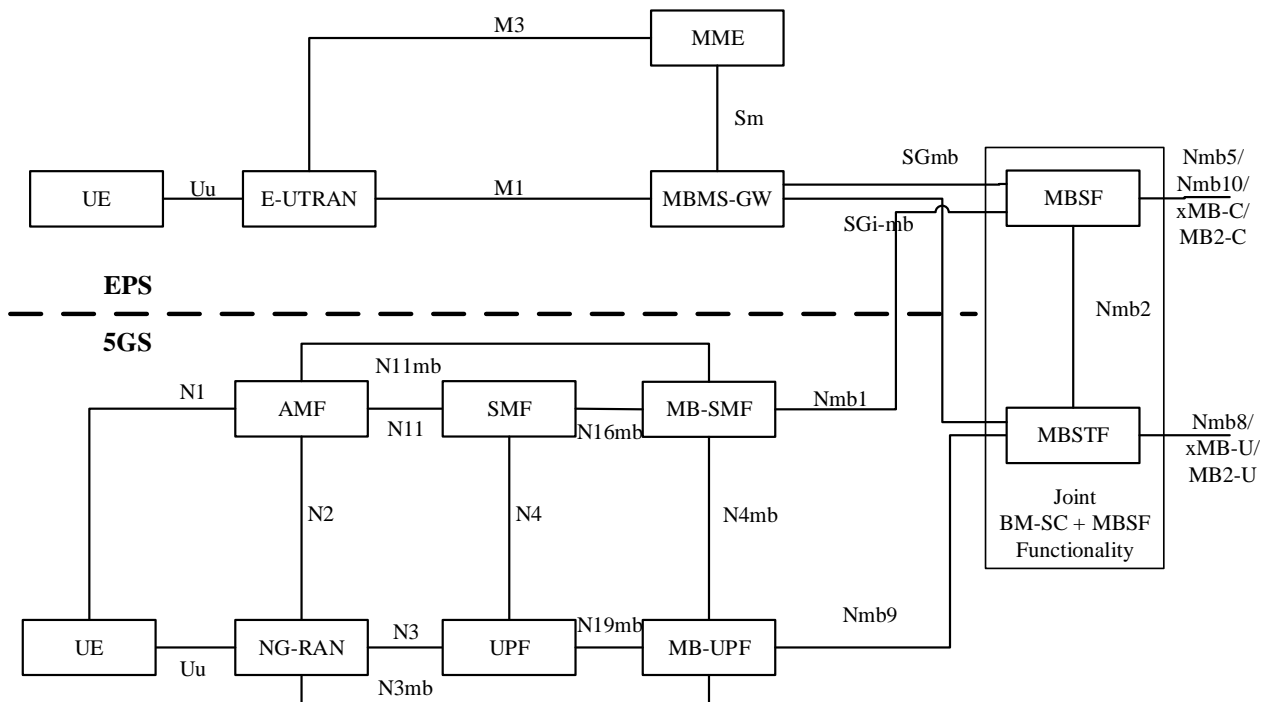 M3
MME
Sm
SGmb
Nmb5/
Nmb10/
xMB-C/
MB2-C
UE
Uu
E-UTRAN
M1
MBMS-GW
MBSF
SGi-mb
EPS
Nmb2
5GS
N11mb
N1
AMF
N11
SMF
N16mb
MB-SMF
Nmb1
MBSTF
Nmb8/
xMB-U/
MB2-U
Joint
BM-SC + MBSF
Functionality
N2
N4
N4mb
UE
Uu
NG-RAN
N3
UPF
N19mb
MB-UPF
Nmb9
N3mb